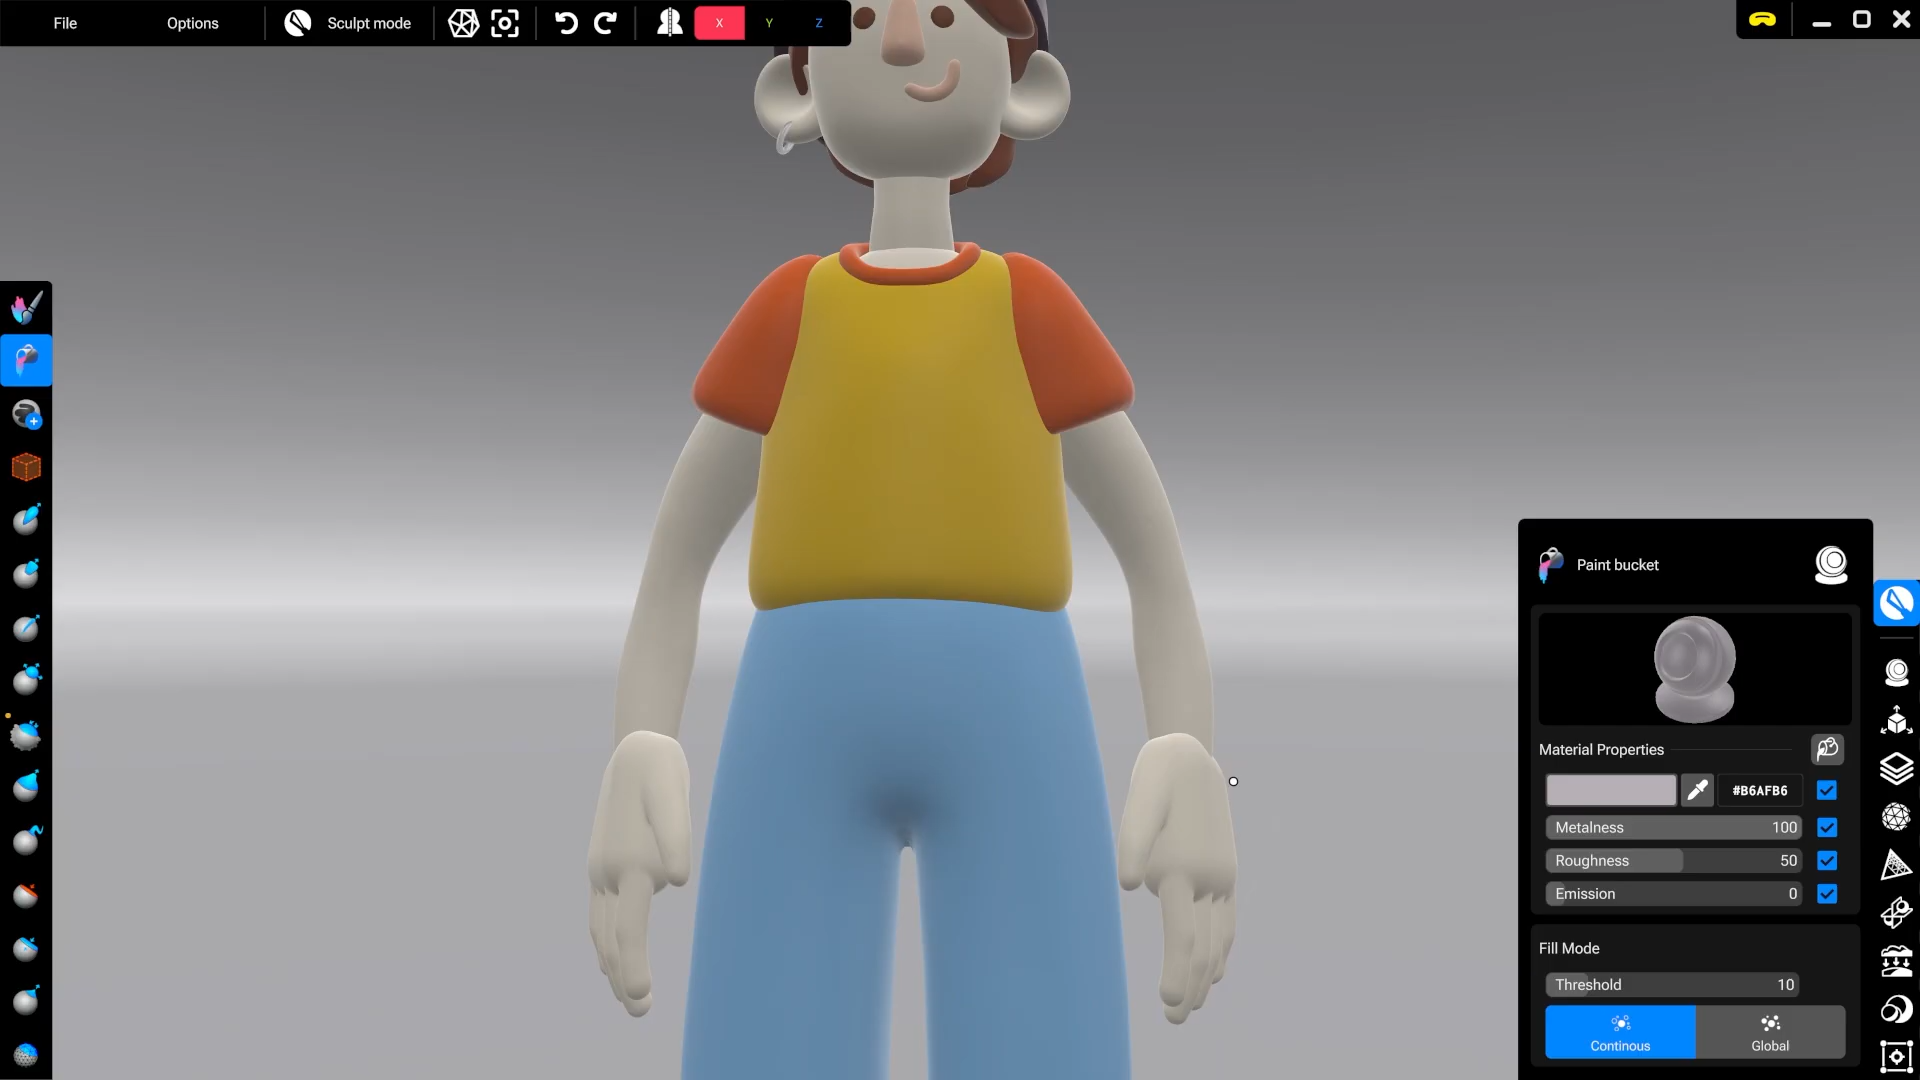 File
Options
Sculpt mode
X
Y
Z
Paint bucket
Material Properties
#B6AFB6
Metalness 100
Roughness 50
Emission 0
Fill Mode
Threshold 10
Continous
Global